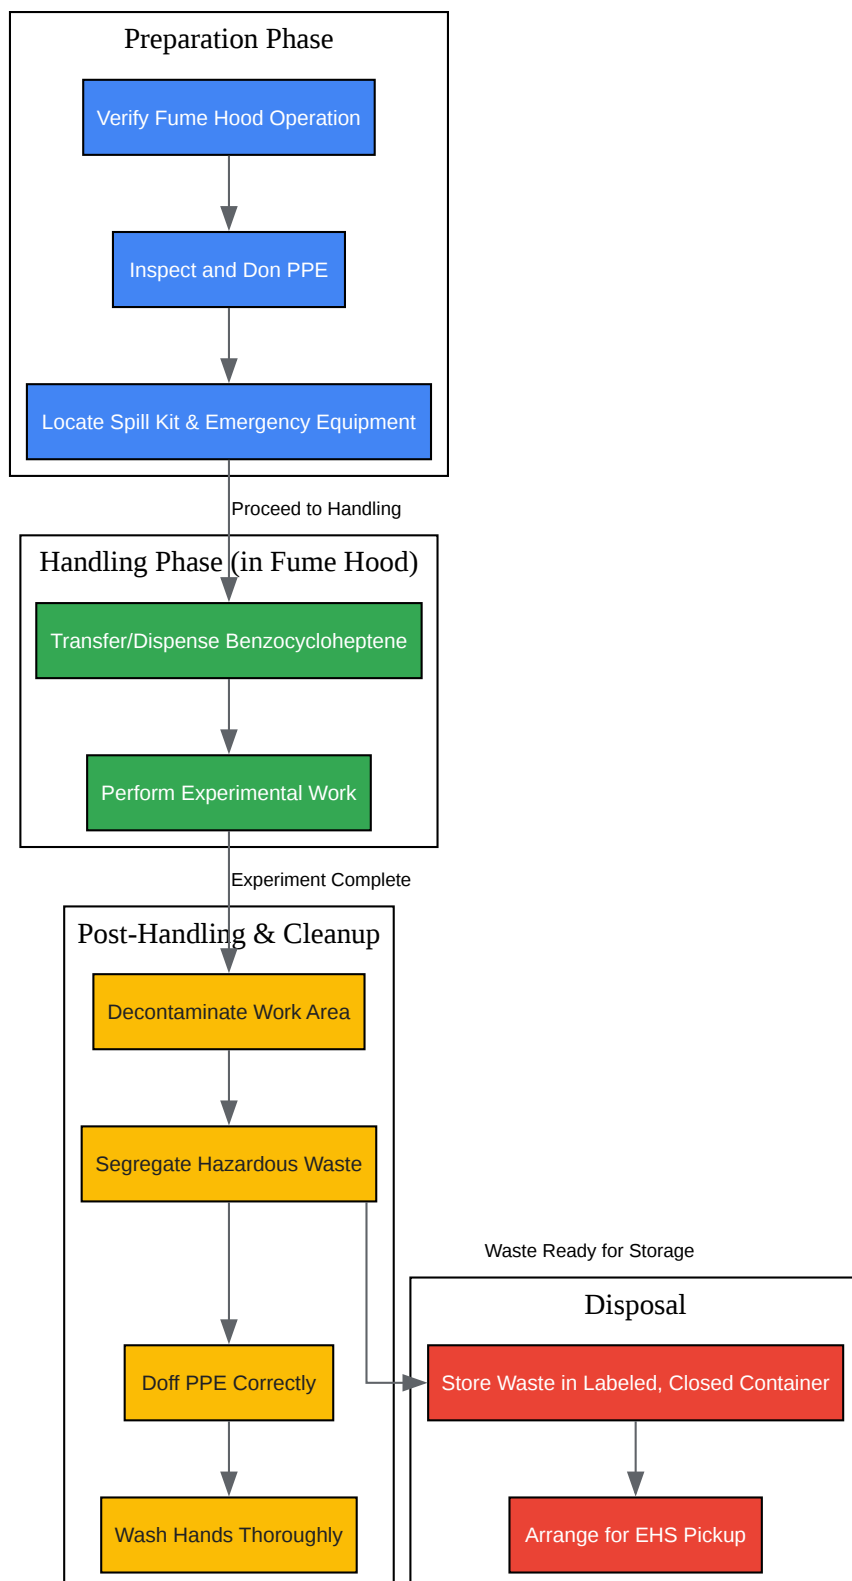 Preparation Phase
Verify Fume Hood Operation
Inspect and Don PPE
Locate Spill Kit & Emergency Equipment
Proceed to Handling
Handling Phase (in Fume Hood)
Transfer/Dispense Benzocycloheptene
Perform Experimental Work
Experiment Complete
Post-Handling & Cleanup
Decontaminate Work Area
Segregate Hazardous Waste
Waste Ready for Storage
Disposal
Doff PPE Correctly
Store Waste in Labeled, Closed Container
Wash Hands Thoroughly
Arrange for EHS Pickup